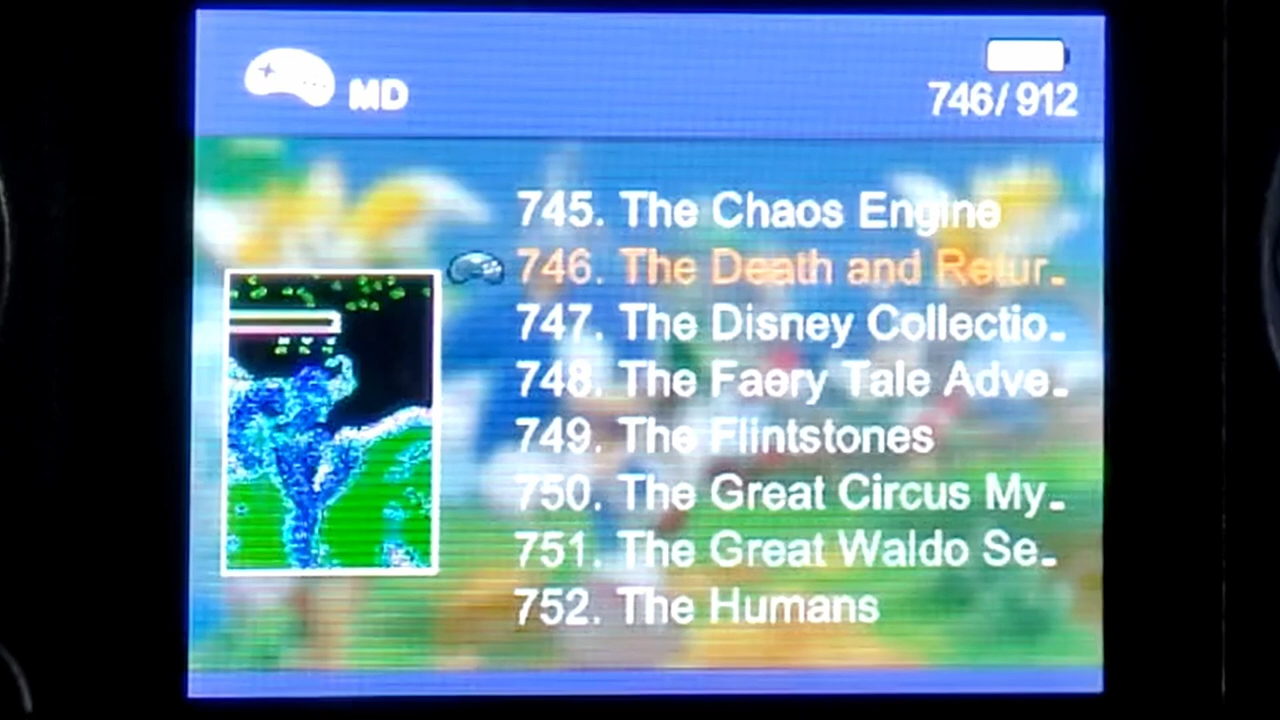 MD
746/912
745. The Chaos Engine
746. The Death and Retur..
747. The Disney Collectio..
748. The Faery Tale Adve..
749. The Flintstones
750. The Great Circus My..
751. The Great Waldo Se..
752. The Humans